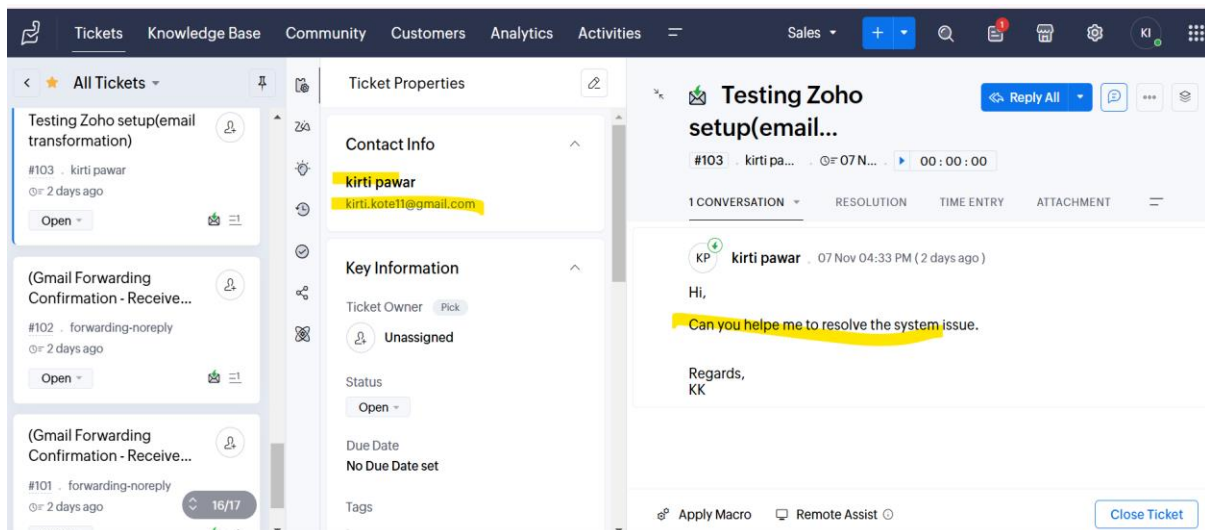 Tickets Knowledge Base Community Customers Analytics Activities Sales
1
KI
All Tickets
Testing Zoho setup(email
transformation)
#103 . kirti pawar
2 days ago
Open
(Gmail Forwarding
Confirmation - Receive...
#102 . forwarding-noreply
2 days ago
Open
(Gmail Forwarding
Confirmation - Receive...
#101 . forwarding-noreply
2 days ago
16/17
Ticket Properties
Contact Info
kirti pawar
kirti.kote11@gmail.com
Key Information
Ticket Owner Pick
Unassigned
Status
Open
Due Date
No Due Date set
Tags
Testing Zoho
setup(email...
Reply All
#103 . kirti pa... . 07 N... . 00 : 00 : 00
1 CONVERSATION RESOLUTION TIME ENTRY ATTACHMENT
KP kirti pawar . 07 Nov 04:33 PM ( 2 days ago )
Hi,
Can you helpe me to resolve the system issue.
Regards,
KK
Apply Macro Remote Assist Close Ticket